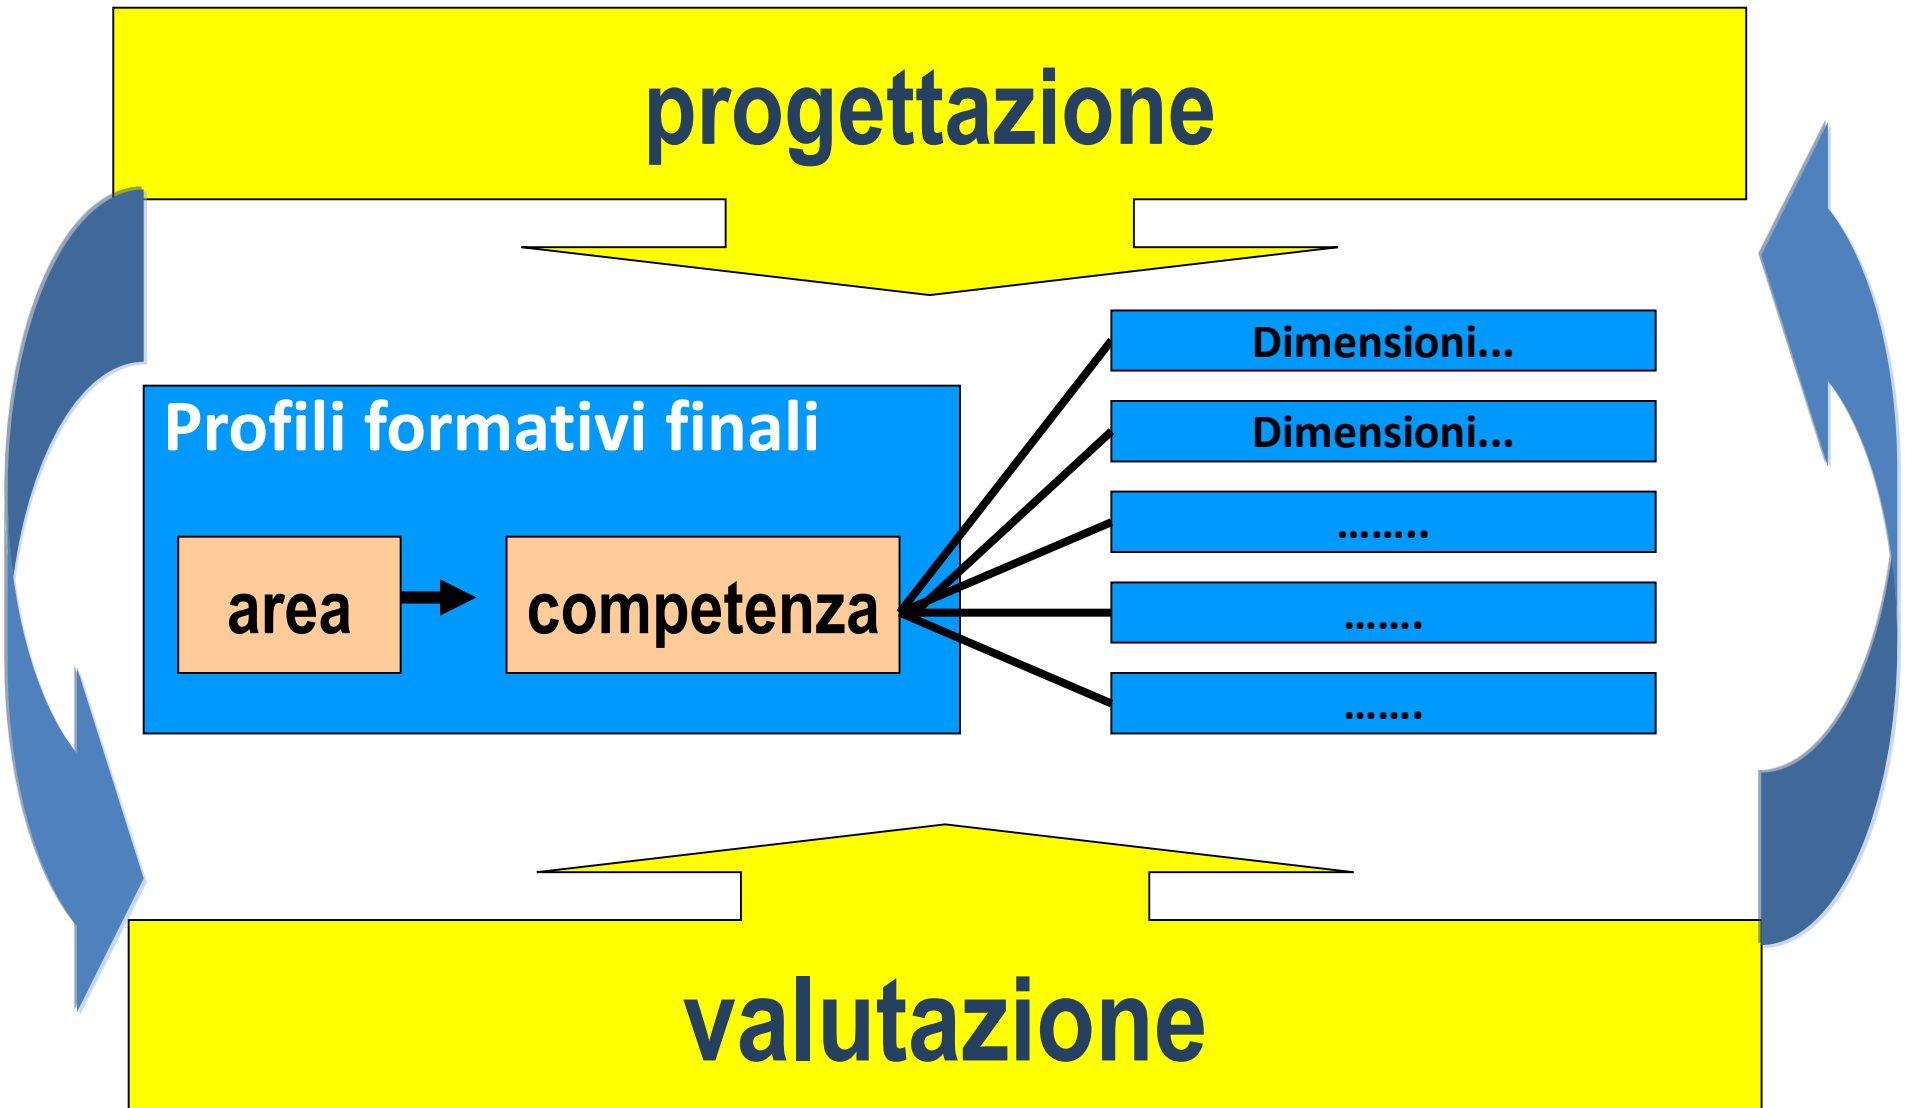 progettazione
Dimensioni...
Profili formativi finali
Dimensioni...
……..
area
competenza
…….
…….
valutazione